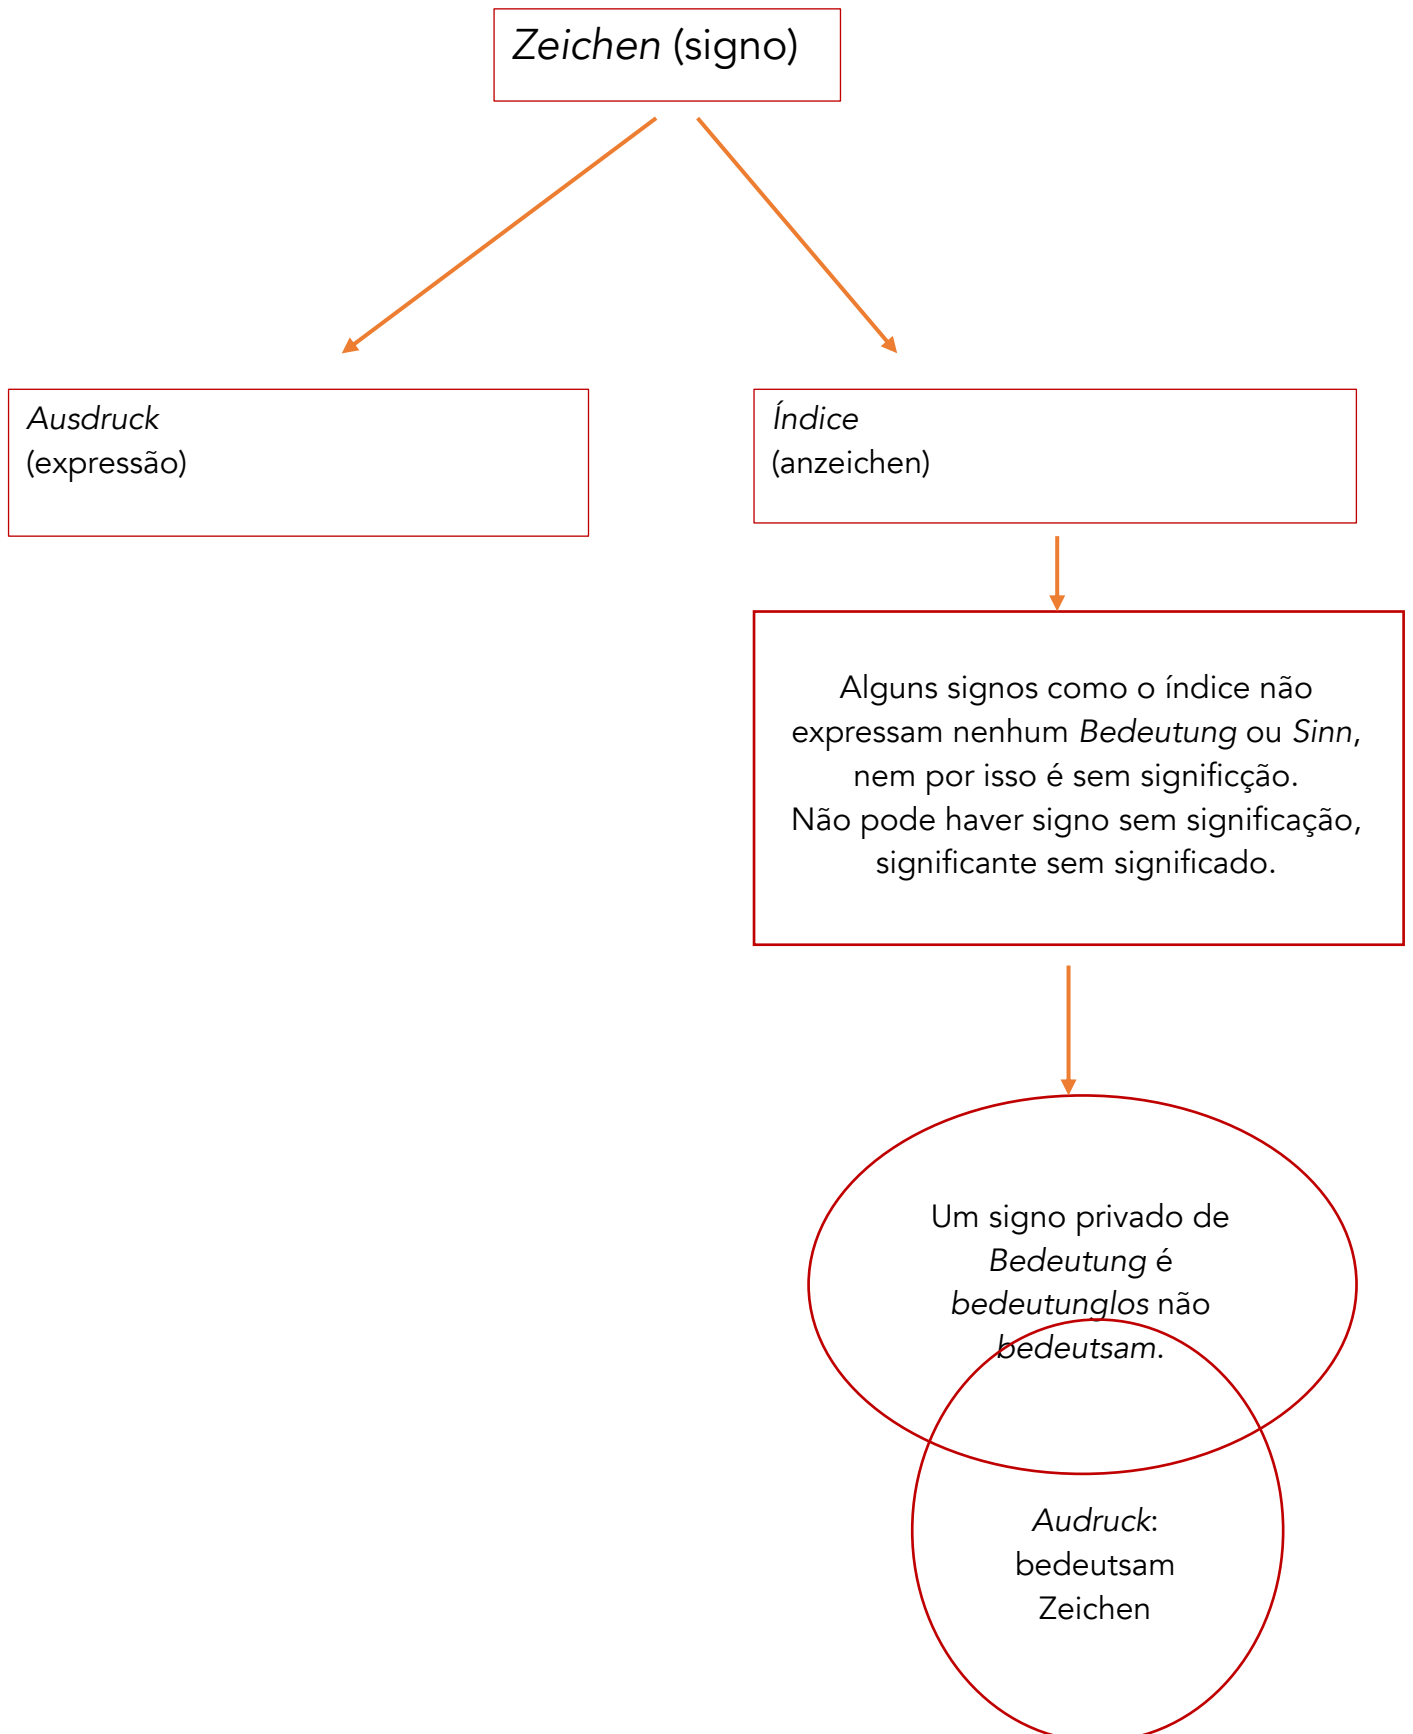 Zeichen (signo)
Ausdruck
(expressão)
Índice
(anzeichen)
Alguns signos como o índice não
expressam nenhum Bedeutung ou Sinn,
nem por isso é sem significção.
Não pode haver signo sem significação,
significante sem significado.
Um signo privado de
Bedeutung é
bedeutunglos não
bedeutsam.
Audruck:
bedeutsam
Zeichen